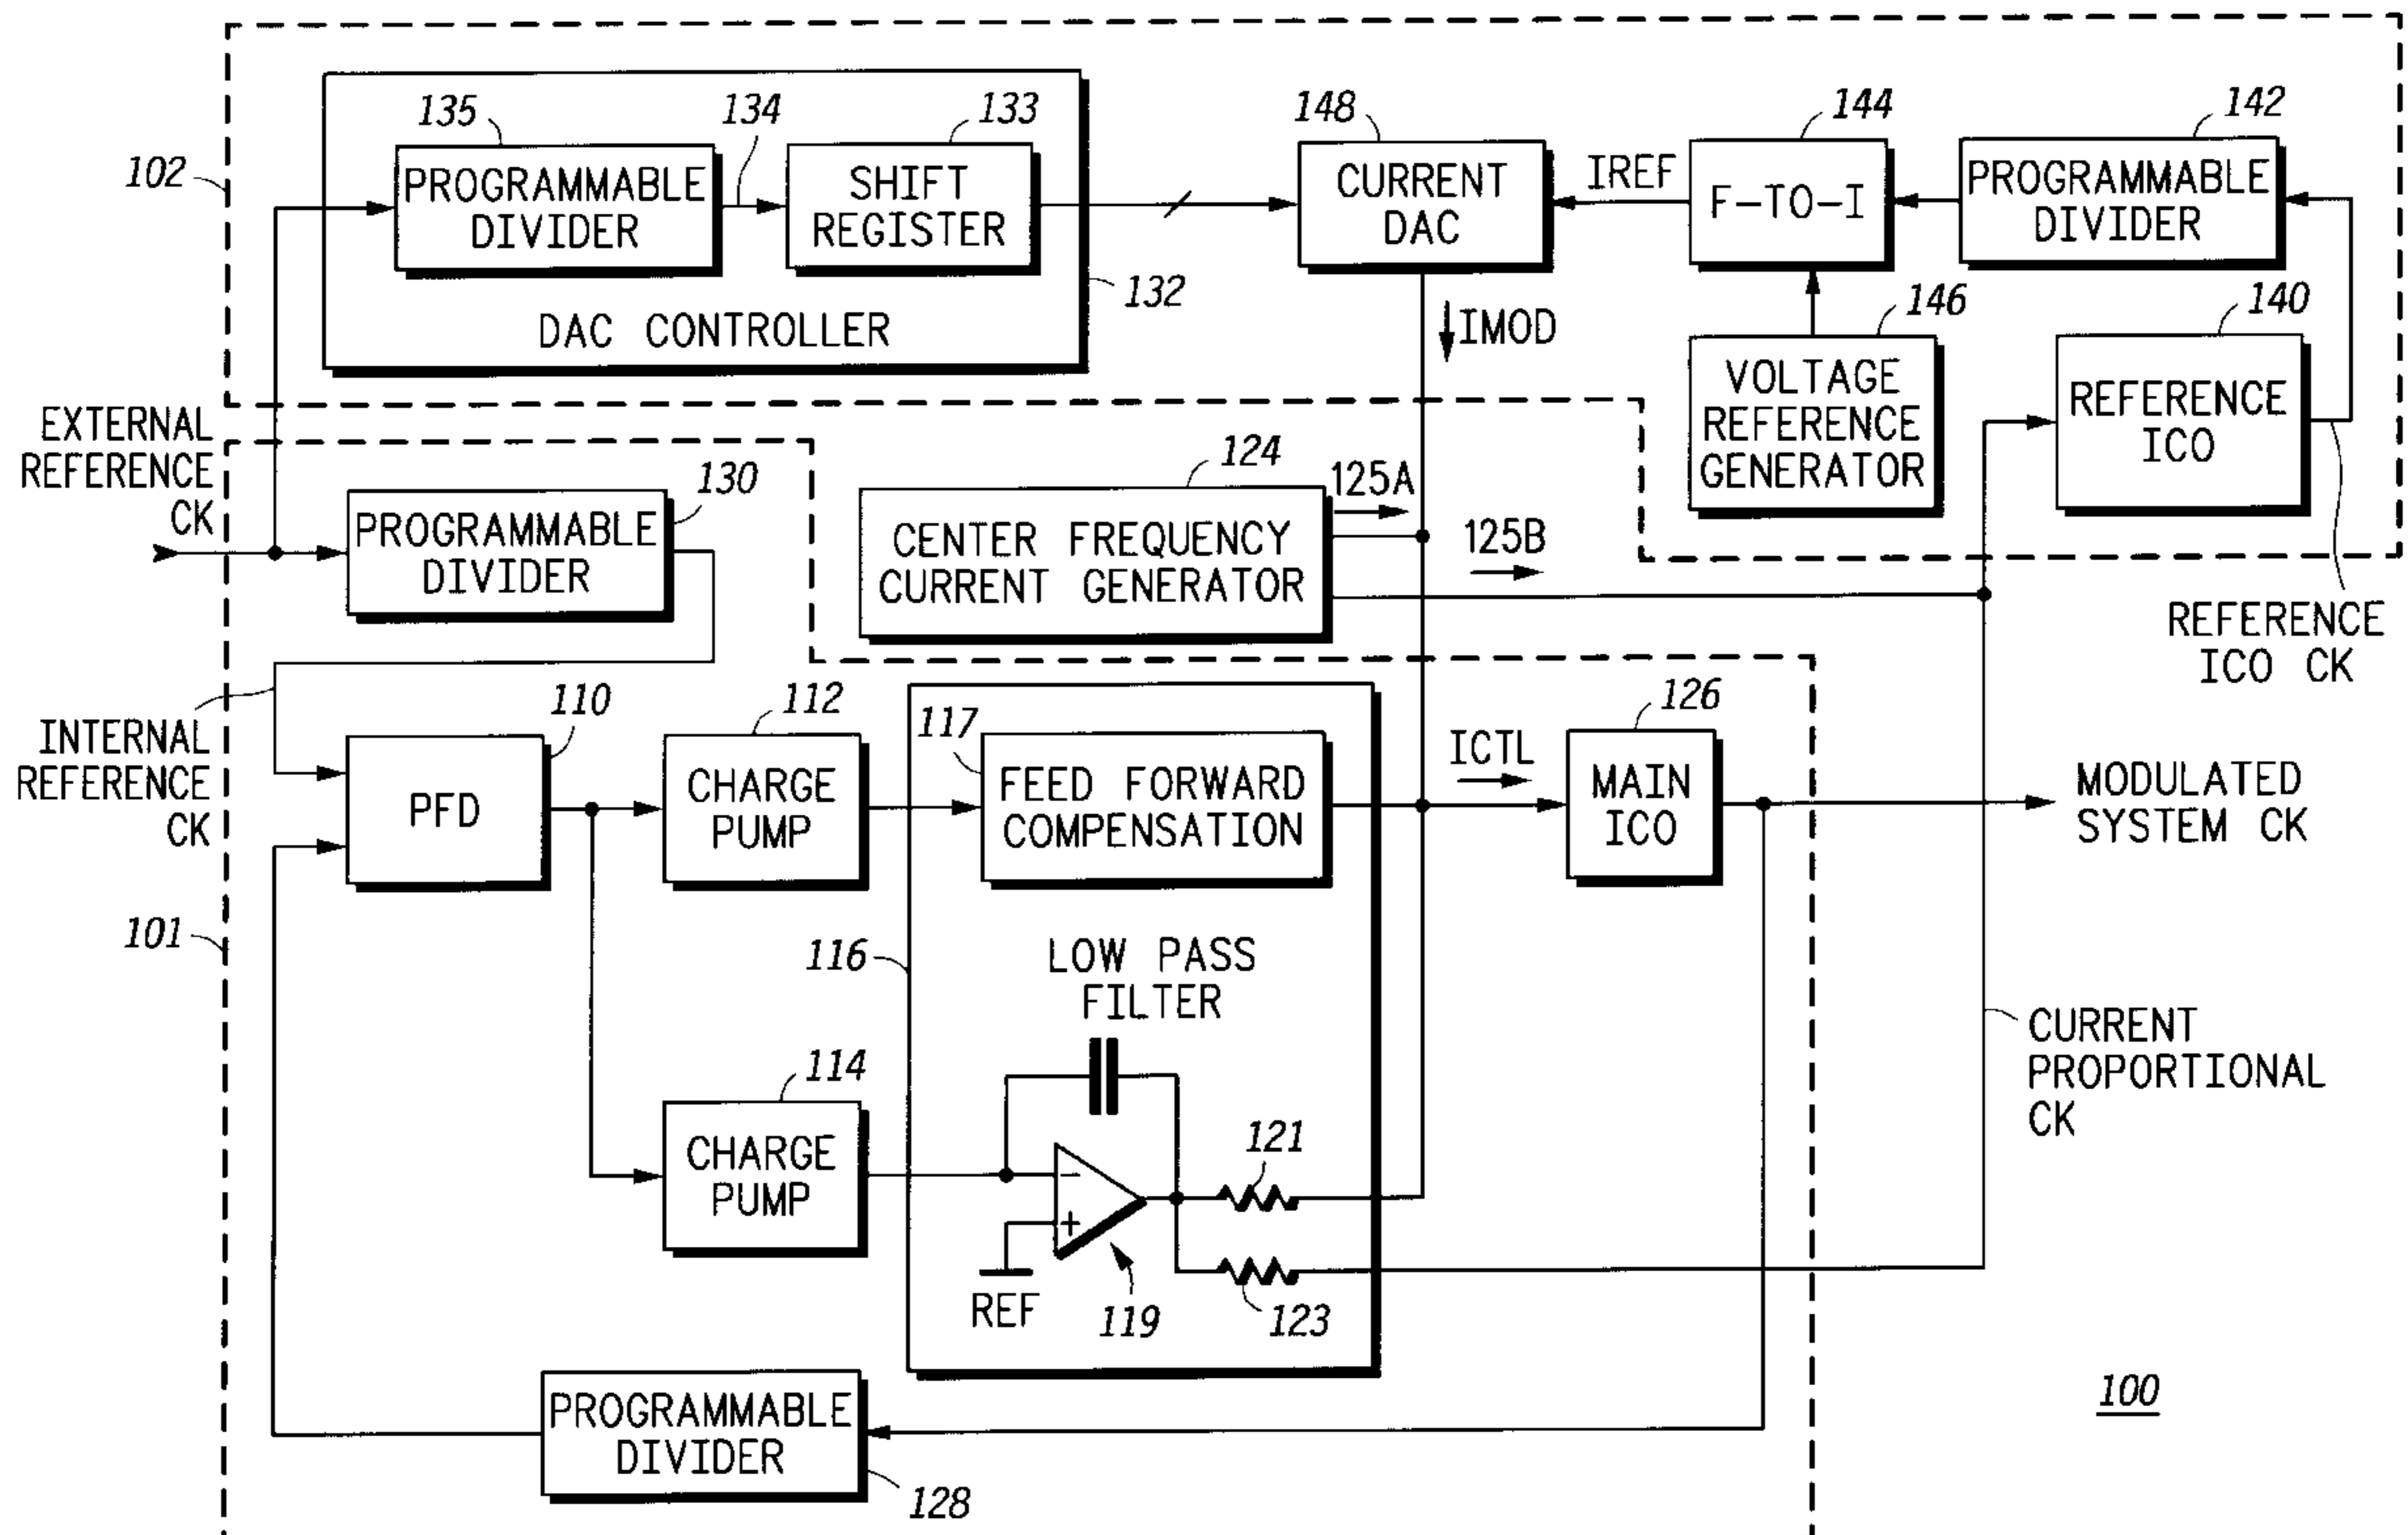 102
135
134
133
148
144
142
PROGRAMMABLE
DIVIDER
SHIFT
REGISTER
CURRENT
DAC
IREF
F-TO-I
PROGRAMMABLE
DIVIDER
132
DAC CONTROLLER
IMOD
146
140
VOLTAGE
REFERENCE
GENERATOR
REFERENCE
ICO
EXTERNAL
REFERENCE
CK
130
PROGRAMMABLE
DIVIDER
124
125A
CENTER FREQUENCY
CURRENT GENERATOR
125B
REFERENCE
ICO CK
INTERNAL
REFERENCE
CK
110
PFD
112
CHARGE
PUMP
117
FEED FORWARD
COMPENSATION
ICTL
126
MAIN
ICO
MODULATED
SYSTEM CK
101
116
LOW PASS
FILTER
CURRENT
PROPORTIONAL
CK
114
CHARGE
PUMP
-
+
REF
119
121
123
PROGRAMMABLE
DIVIDER
128
100